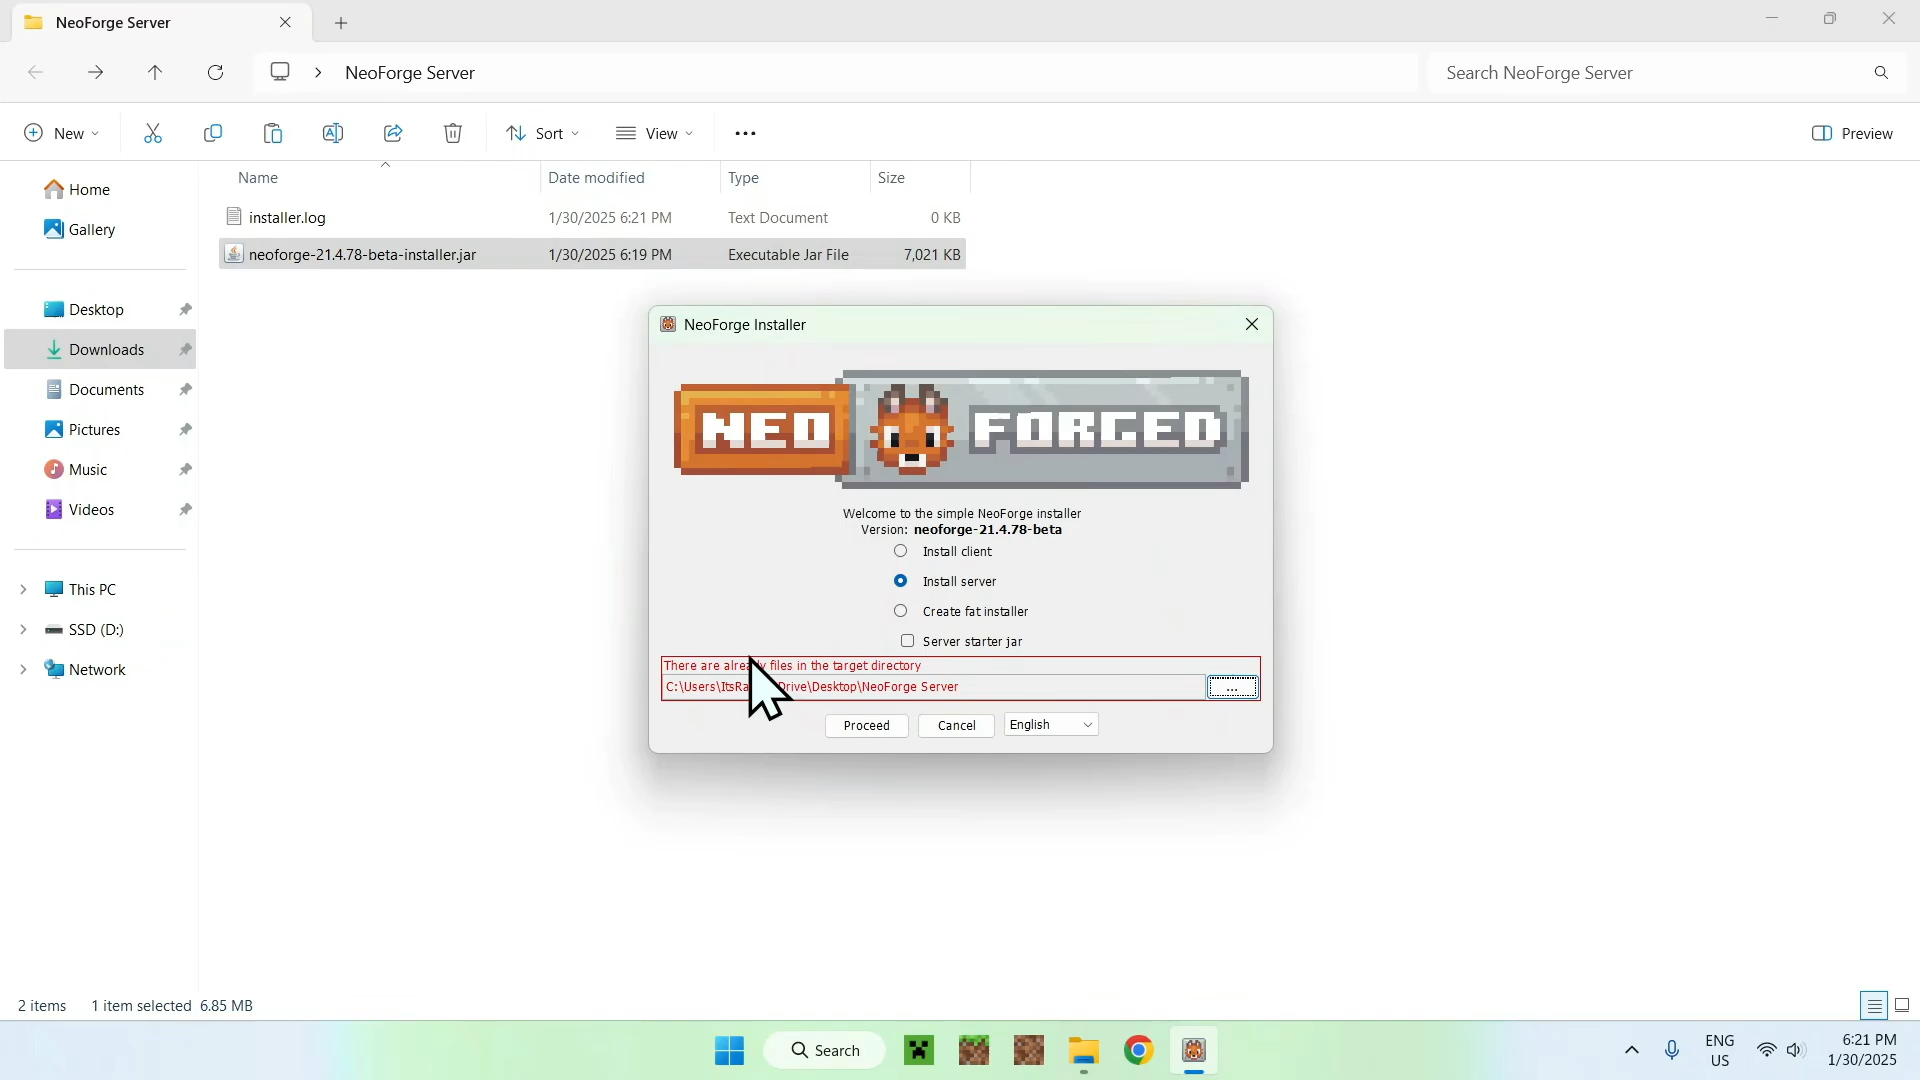 NeoForge Server
NeoForge Server
Search NeoForge Server
New
Sort
View
Preview
Name
Date modified
Type
Size
Home
Gallery
installer.log
1/30/2025 6:21 PM
Text Document
0 KB
neoforge-21.4.78-beta-installer.jar
1/30/2025 6:19 PM
Executable Jar File
7,021 KB
Desktop
Downloads
Documents
Pictures
Music
Videos
This PC
SSD (D:)
Network
NeoForge Installer
NEO FORGED
Welcome to the simple NeoForge installer
Version: neoforge-21.4.78-beta
Install client
Install server
Create fat installer
Server starter jar
There are already files in the target directory
C:\Users\ItsRa Drive\Desktop\NeoForge Server
...
Proceed
Cancel
English
2 items
1 item selected 6.85 MB
Search
ENG
US
6:21 PM
1/30/2025